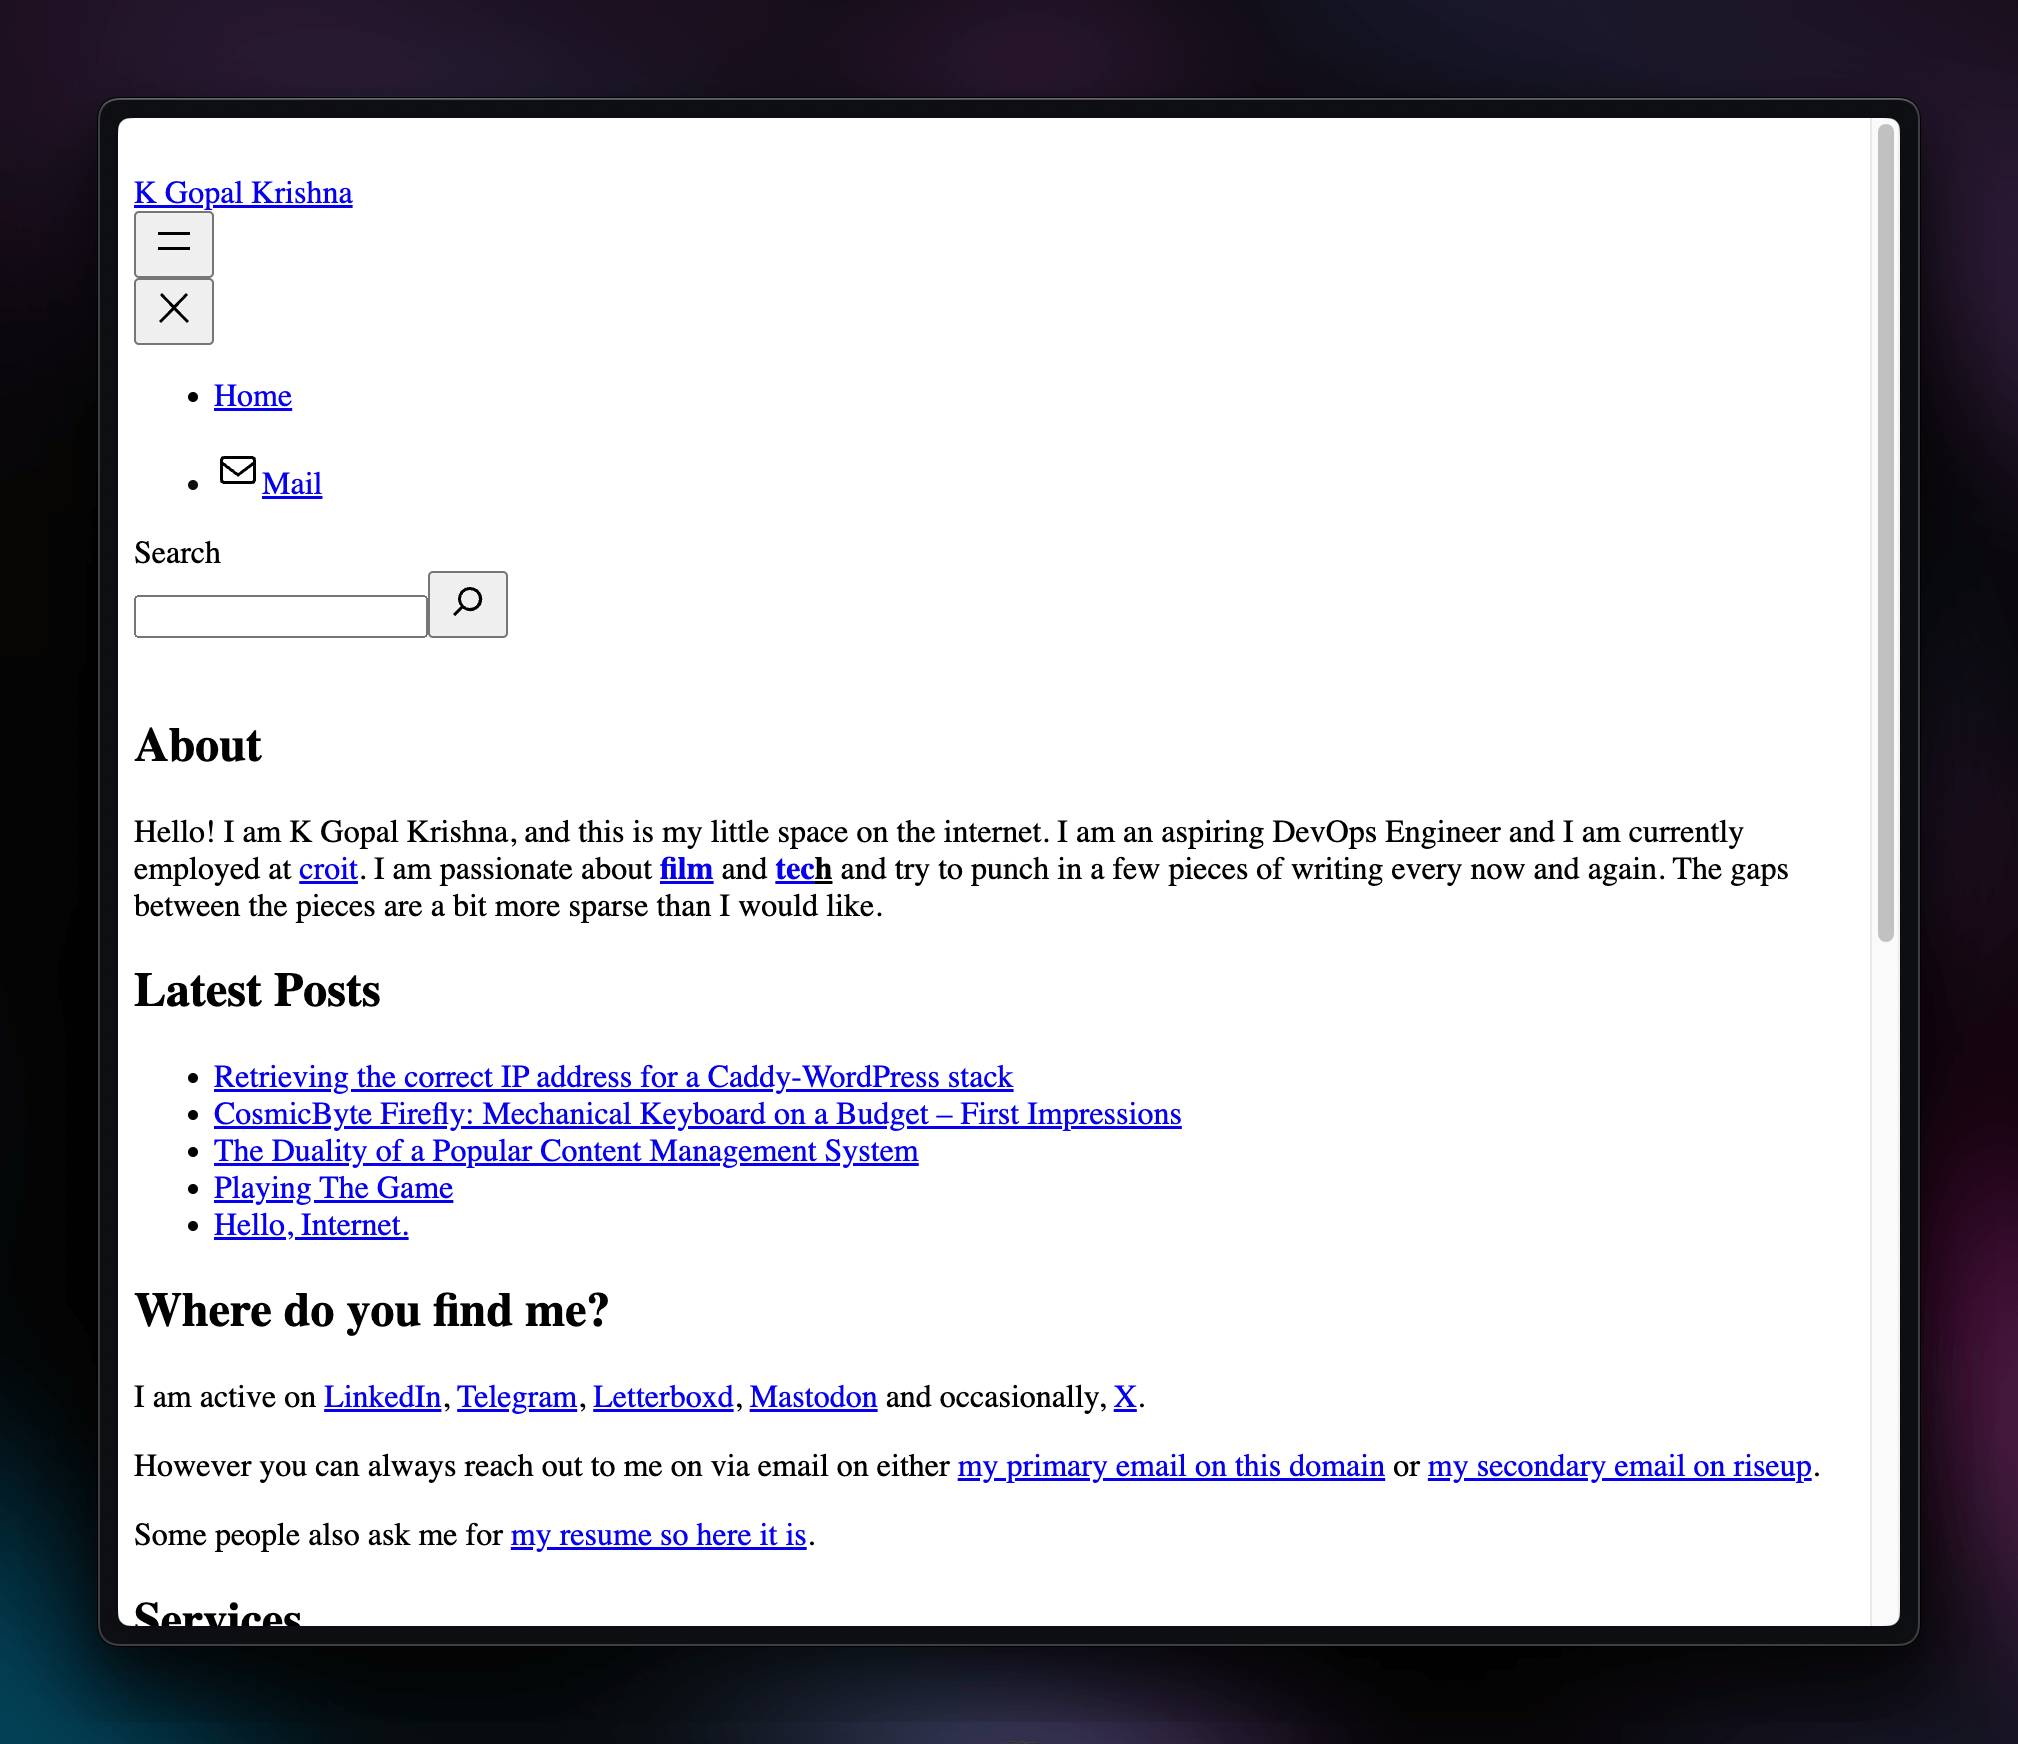 K Gopal Krishna
Home
Mail
Search
About
Hello! I am K Gopal Krishna, and this is my little space on the internet. I am an aspiring DevOps Engineer and I am currently
employed at croit. I am passionate about film and tech and try to punch in a few pieces of writing every now and again. The gaps
between the pieces are a bit more sparse than I would like.
Latest Posts
Retrieving the correct IP address for a Caddy-WordPress stack
CosmicByte Firefly: Mechanical Keyboard on a Budget – First Impressions
The Duality of a Popular Content Management System
Playing The Game
Hello, Internet.
Where do you find me?
I am active on LinkedIn, Telegram, Letterboxd, Mastodon and occasionally, X.
However you can always reach out to me on via email on either my primary email on this domain or my secondary email on riseup.
Some people also ask me for my resume so here it is.
Services